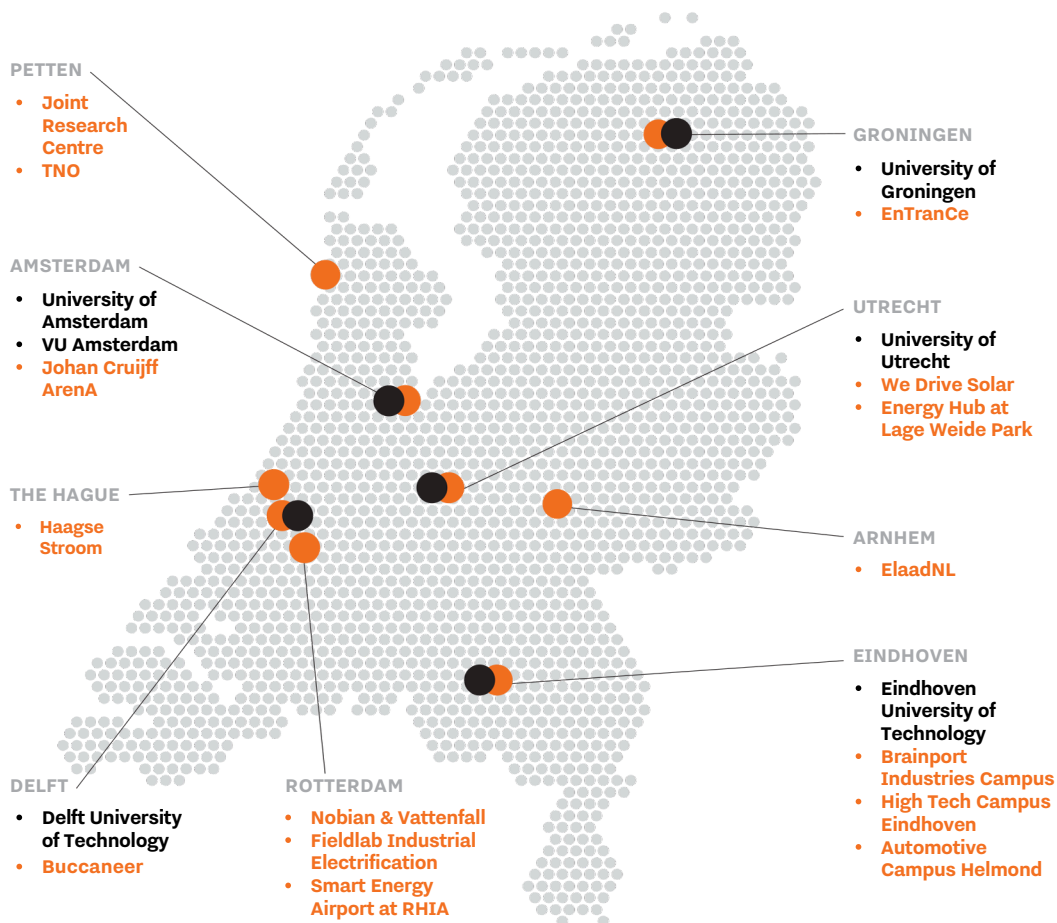 PETTEN
• Joint
Research
Centre
• TNO
AMSTERDAM
• University of
Amsterdam
• VU Amsterdam
• Johan Cruijff
ArenA
THE HAGUE
• Haagse
Stroom
DELFT
• Delft University
of Technology
• Buccaneer
ROTTERDAM
• Nobian & Vattenfall
• Fieldlab Industrial
Electrification
• Smart Energy
Airport at RHIA
GRONINGEN
• University of
Groningen
• EnTranCe
UTRECHT
• University of
Utrecht
• We Drive Solar
• Energy Hub at
Lage Weide Park
ARNHEM
• ElaadNL
EINDHOVEN
• Eindhoven
University of
Technology
• Brainport
Industries Campus
• High Tech Campus
Eindhoven
• Automotive
Campus Helmond